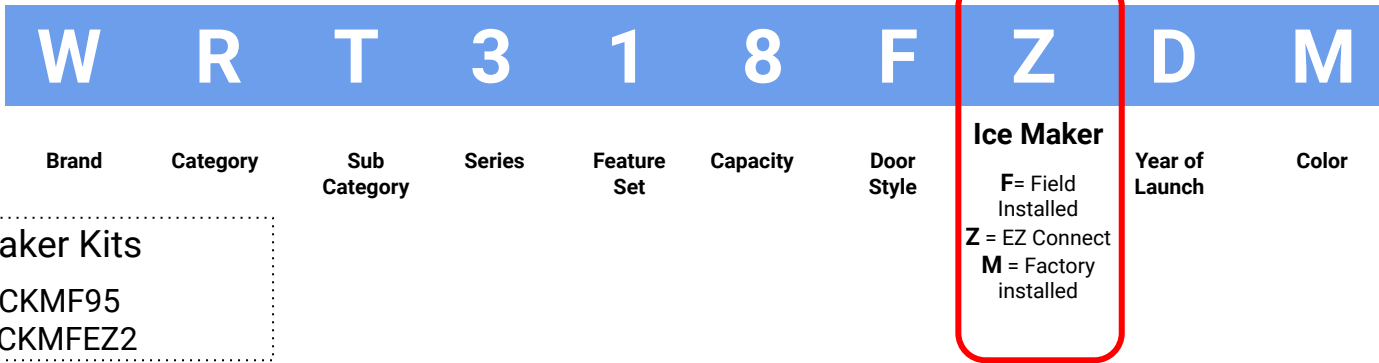 W R T 3 1 8 F Z D M
Brand Category Sub Category Series Feature Set Capacity Door Style Ice Maker Year of Launch Color
F= Field
Installed
Z = EZ Connect
M = Factory
installed
aker Kits
CKMF95
CKMFEZ2